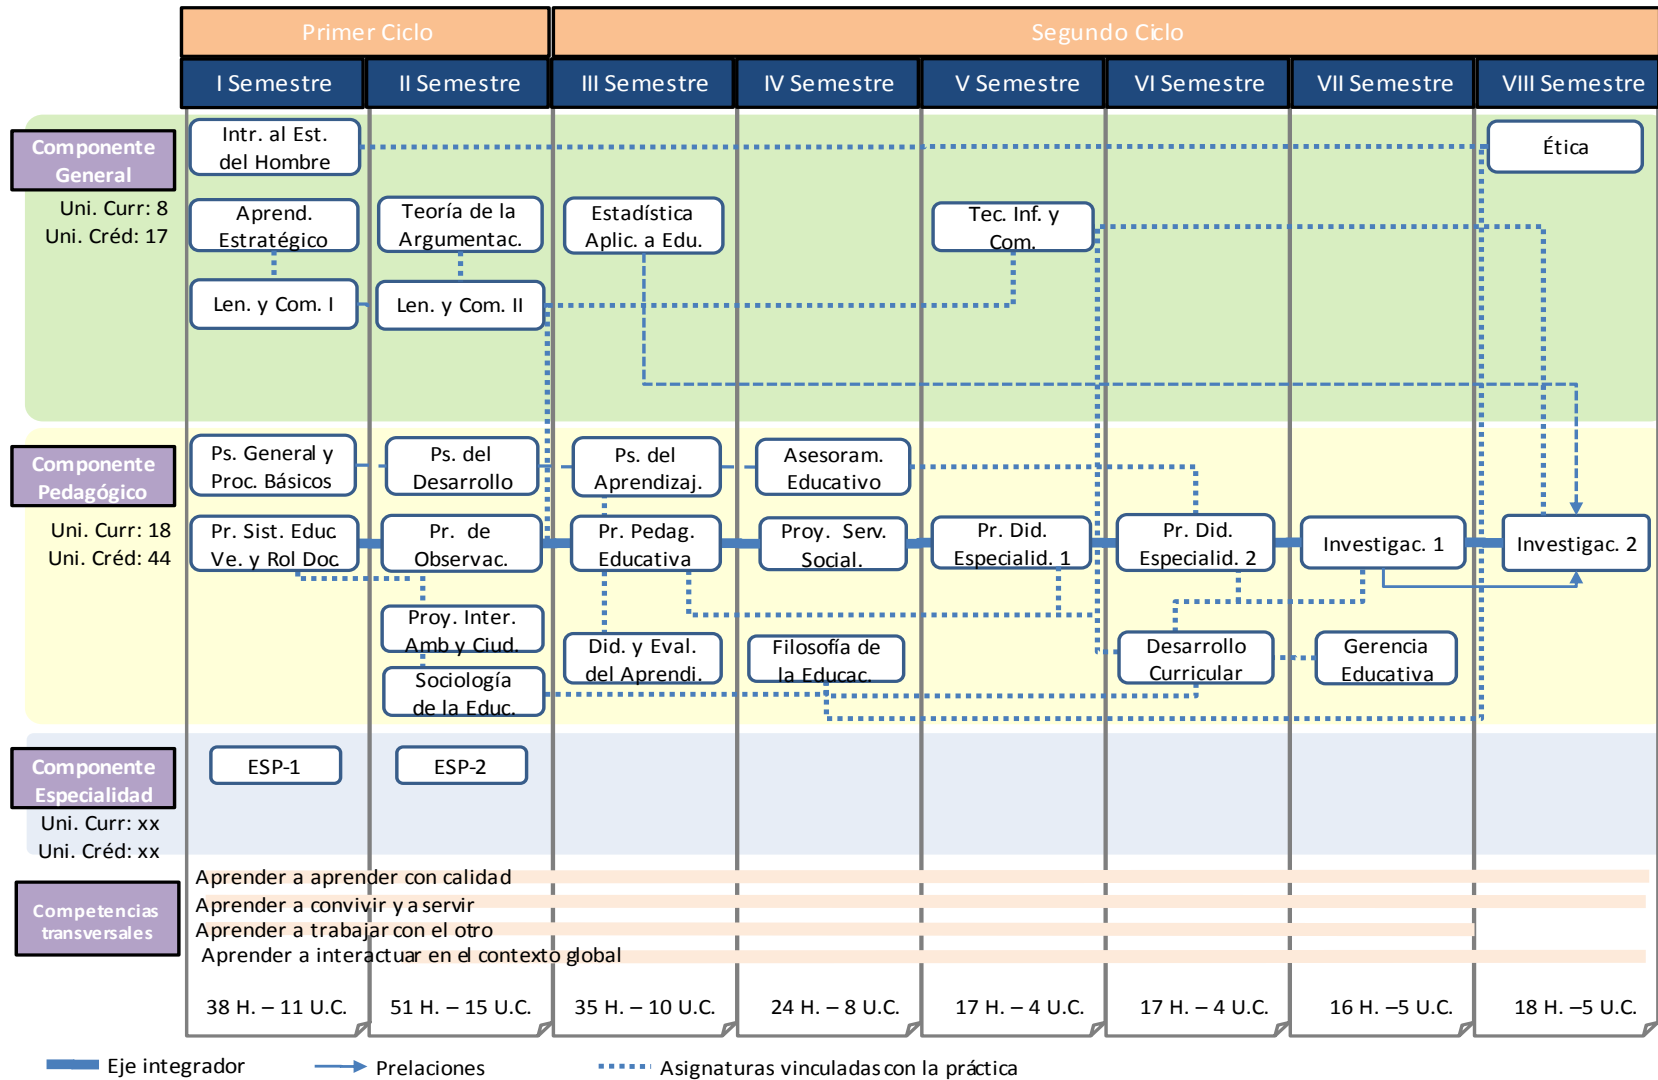 Primer Ciclo
Segundo Ciclo
I Semestre
II Semestre
III Semestre
IV Semestre
V Semestre
VI Semestre
VII Semestre
VIII Semestre
Componente
General
Uni. Curr: 8
Uni. Créd: 17
Intr. al Est.
del Hombre
Ética
Aprend.
Estratégico
Teoría de la
Argumentac.
Estadística
Aplic. a Edu.
Tec. Inf. y
Com.
Len. y Com. I
Len. y Com. II
Componente
Pedagógico
Uni. Curr: 18
Uni. Créd: 44
Ps. General y
Proc. Básicos
Ps. del
Desarrollo
Ps. del
Aprendizaj.
Asesoram.
Educativo
Pr. Sist. Educ
Ve. y Rol Doc
Pr. de
Observac.
Pr. Pedag.
Educativa
Proy. Serv.
Social.
Pr. Did.
Especialid. 1
Pr. Did.
Especialid. 2
Investigac. 1
Investigac. 2
Proy. Inter.
Amb y Ciud.
Did. y Eval.
del Aprendi.
Filosofía de
la Educac.
Desarrollo
Curricular
Gerencia
Educativa
Sociología
de la Educ.
Componente
Especialidad
Uni. Curr: xx
Uni. Créd: xx
ESP-1
ESP-2
Competencias
transversales
Aprender a aprender con calidad
Aprender a convivir y a servir
Aprender a trabajar con el otro
Aprender a interactuar en el contexto global
38 H. – 11 U.C.
51 H. – 15 U.C.
35 H. – 10 U.C.
24 H. – 8 U.C.
17 H. – 4 U.C.
17 H. – 4 U.C.
16 H. –5 U.C.
18 H. –5 U.C.
Eje integrador
Prelaciones
Asignaturas vinculadas con la práctica